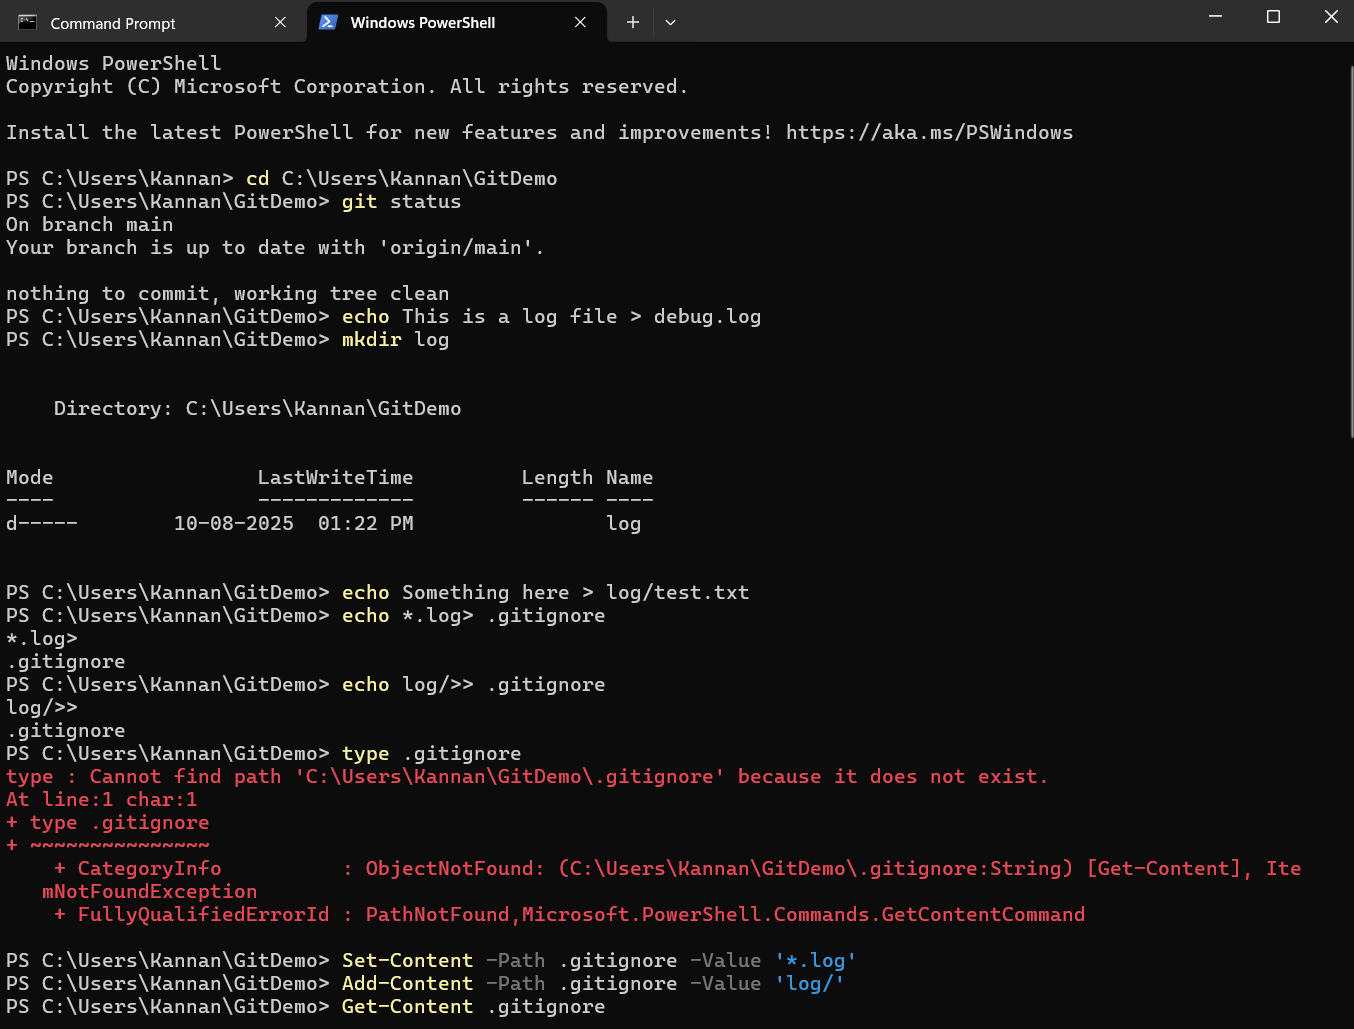 Command Prompt
Windows PowerShell
Windows PowerShell
Copyright (C) Microsoft Corporation. All rights reserved.
Install the latest PowerShell for new features and improvements! https://aka.ms/PSWindows
PS C:\Users\Kannan> cd C:\Users\Kannan\GitDemo
PS C:\Users\Kannan\GitDemo> git status
On branch main
Your branch is up to date with 'origin/main'.
nothing to commit, working tree clean
PS C:\Users\Kannan\GitDemo> echo This is a log file > debug.log
PS C:\Users\Kannan\GitDemo> mkdir log
    Directory: C:\Users\Kannan\GitDemo
Mode                 LastWriteTime         Length Name
----                 -------------         ------ ----
d-----        10-08-2025  01:22 PM                log
PS C:\Users\Kannan\GitDemo> echo Something here > log/test.txt
PS C:\Users\Kannan\GitDemo> echo *.log> .gitignore
*.log>
.gitignore
PS C:\Users\Kannan\GitDemo> echo log/>> .gitignore
log/>>
.gitignore
PS C:\Users\Kannan\GitDemo> type .gitignore
type : Cannot find path 'C:\Users\Kannan\GitDemo\.gitignore' because it does not exist.
At line:1 char:1
+ type .gitignore
+ ~~~~~~~~~~~~~~~
    + CategoryInfo          : ObjectNotFound: (C:\Users\Kannan\GitDemo\.gitignore:String) [Get-Content], Ite
   mNotFoundException
    + FullyQualifiedErrorId : PathNotFound,Microsoft.PowerShell.Commands.GetContentCommand
PS C:\Users\Kannan\GitDemo> Set-Content -Path .gitignore -Value '*.log'
PS C:\Users\Kannan\GitDemo> Add-Content -Path .gitignore -Value 'log/'
PS C:\Users\Kannan\GitDemo> Get-Content .gitignore